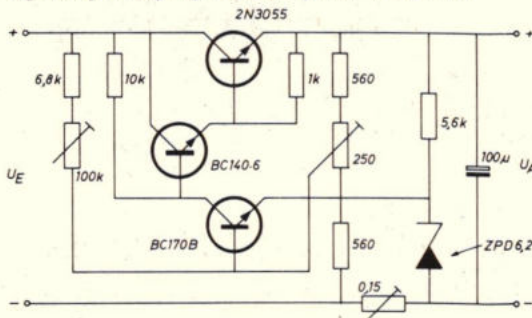 2N3055
+
+
6,8k
10k
1k
560
5,6k
100k
BC140-6
250
100µ
U_E
U_A
BC170B
560
ZPD6,2
0,15
−
−